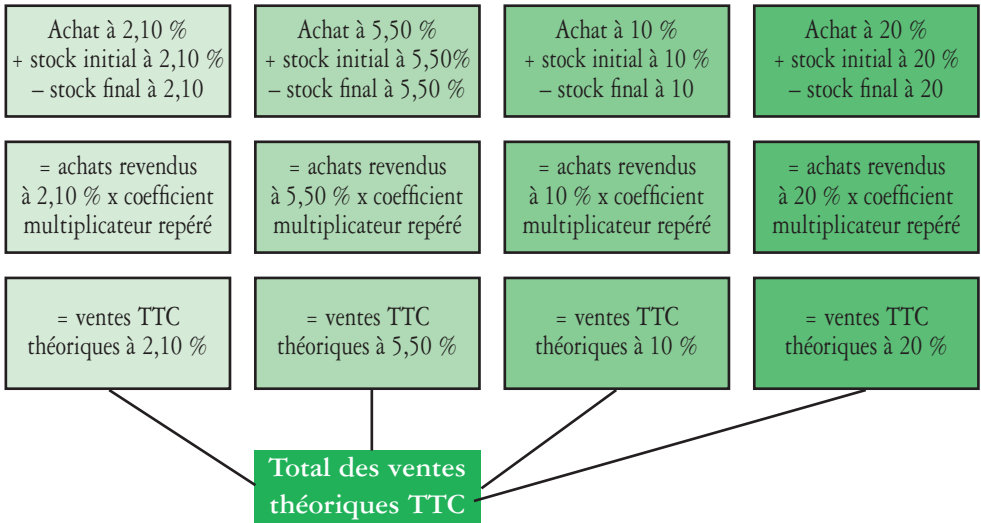 Achat à 2,10 %
+ stock initial à 2,10 %
– stock final à 2,10
Achat à 5,50 %
+ stock initial à 5,50%
– stock final à 5,50 %
Achat à 10 %
+ stock initial à 10 %
– stock final à 10
Achat à 20 %
+ stock initial à 20 %
– stock final à 20
= achats revendus
à 2,10 % x coefficient
multiplicateur repéré
= achats revendus
à 5,50 % x coefficient
multiplicateur repéré
= achats revendus
à 10 % x coefficient
multiplicateur repéré
= achats revendus
à 20 % x coefficient
multiplicateur repéré
= ventes TTC
théoriques à 2,10 %
= ventes TTC
théoriques à 5,50 %
= ventes TTC
théoriques à 10 %
= ventes TTC
théoriques à 20 %
Total des ventes
théoriques TTC